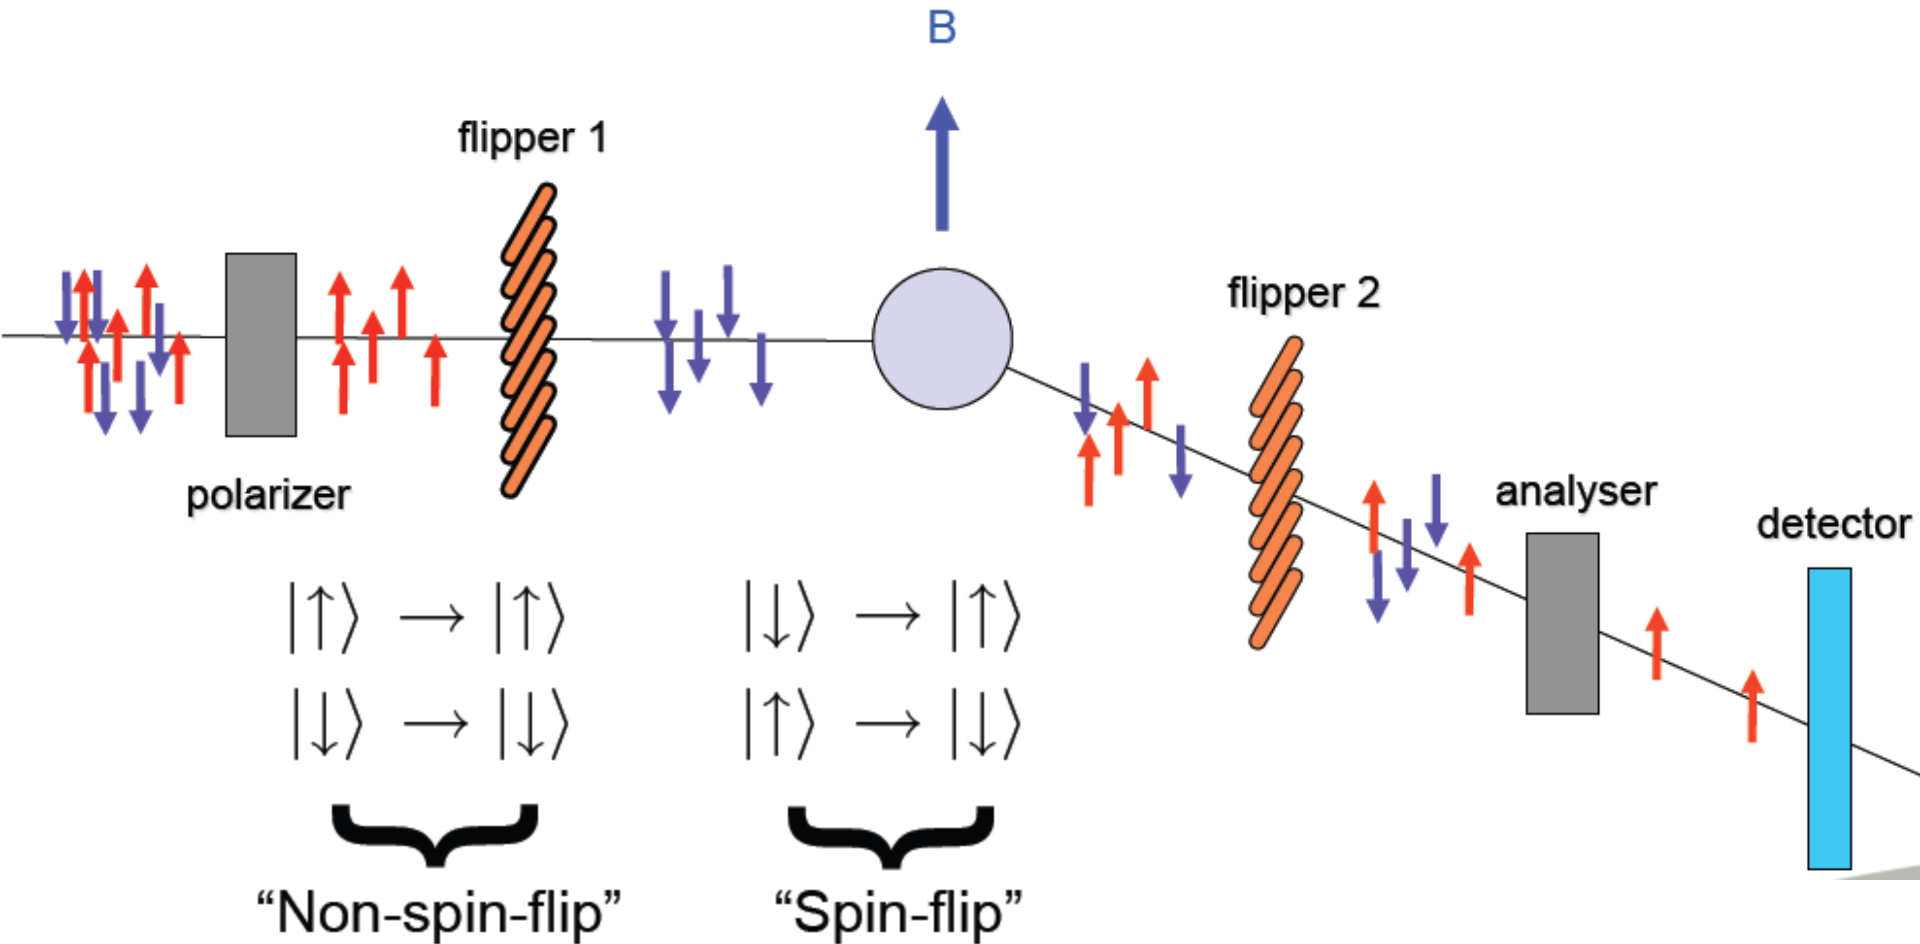 B
flipper 1
flipper 2
polarizer
analyser
detector
|↑⟩ → |↑⟩
|↓⟩ → |↓⟩
“Non-spin-flip”
|↓⟩ → |↑⟩
|↑⟩ → |↓⟩
“Spin-flip”